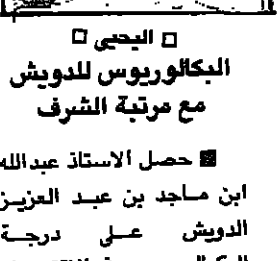 اليحيى
البكالوريوس للدويش
مع مرتبة الشرف
حصل الاستاذ عبدالله
ابن ماجد بن عبد العزيز
الدويش على درجة